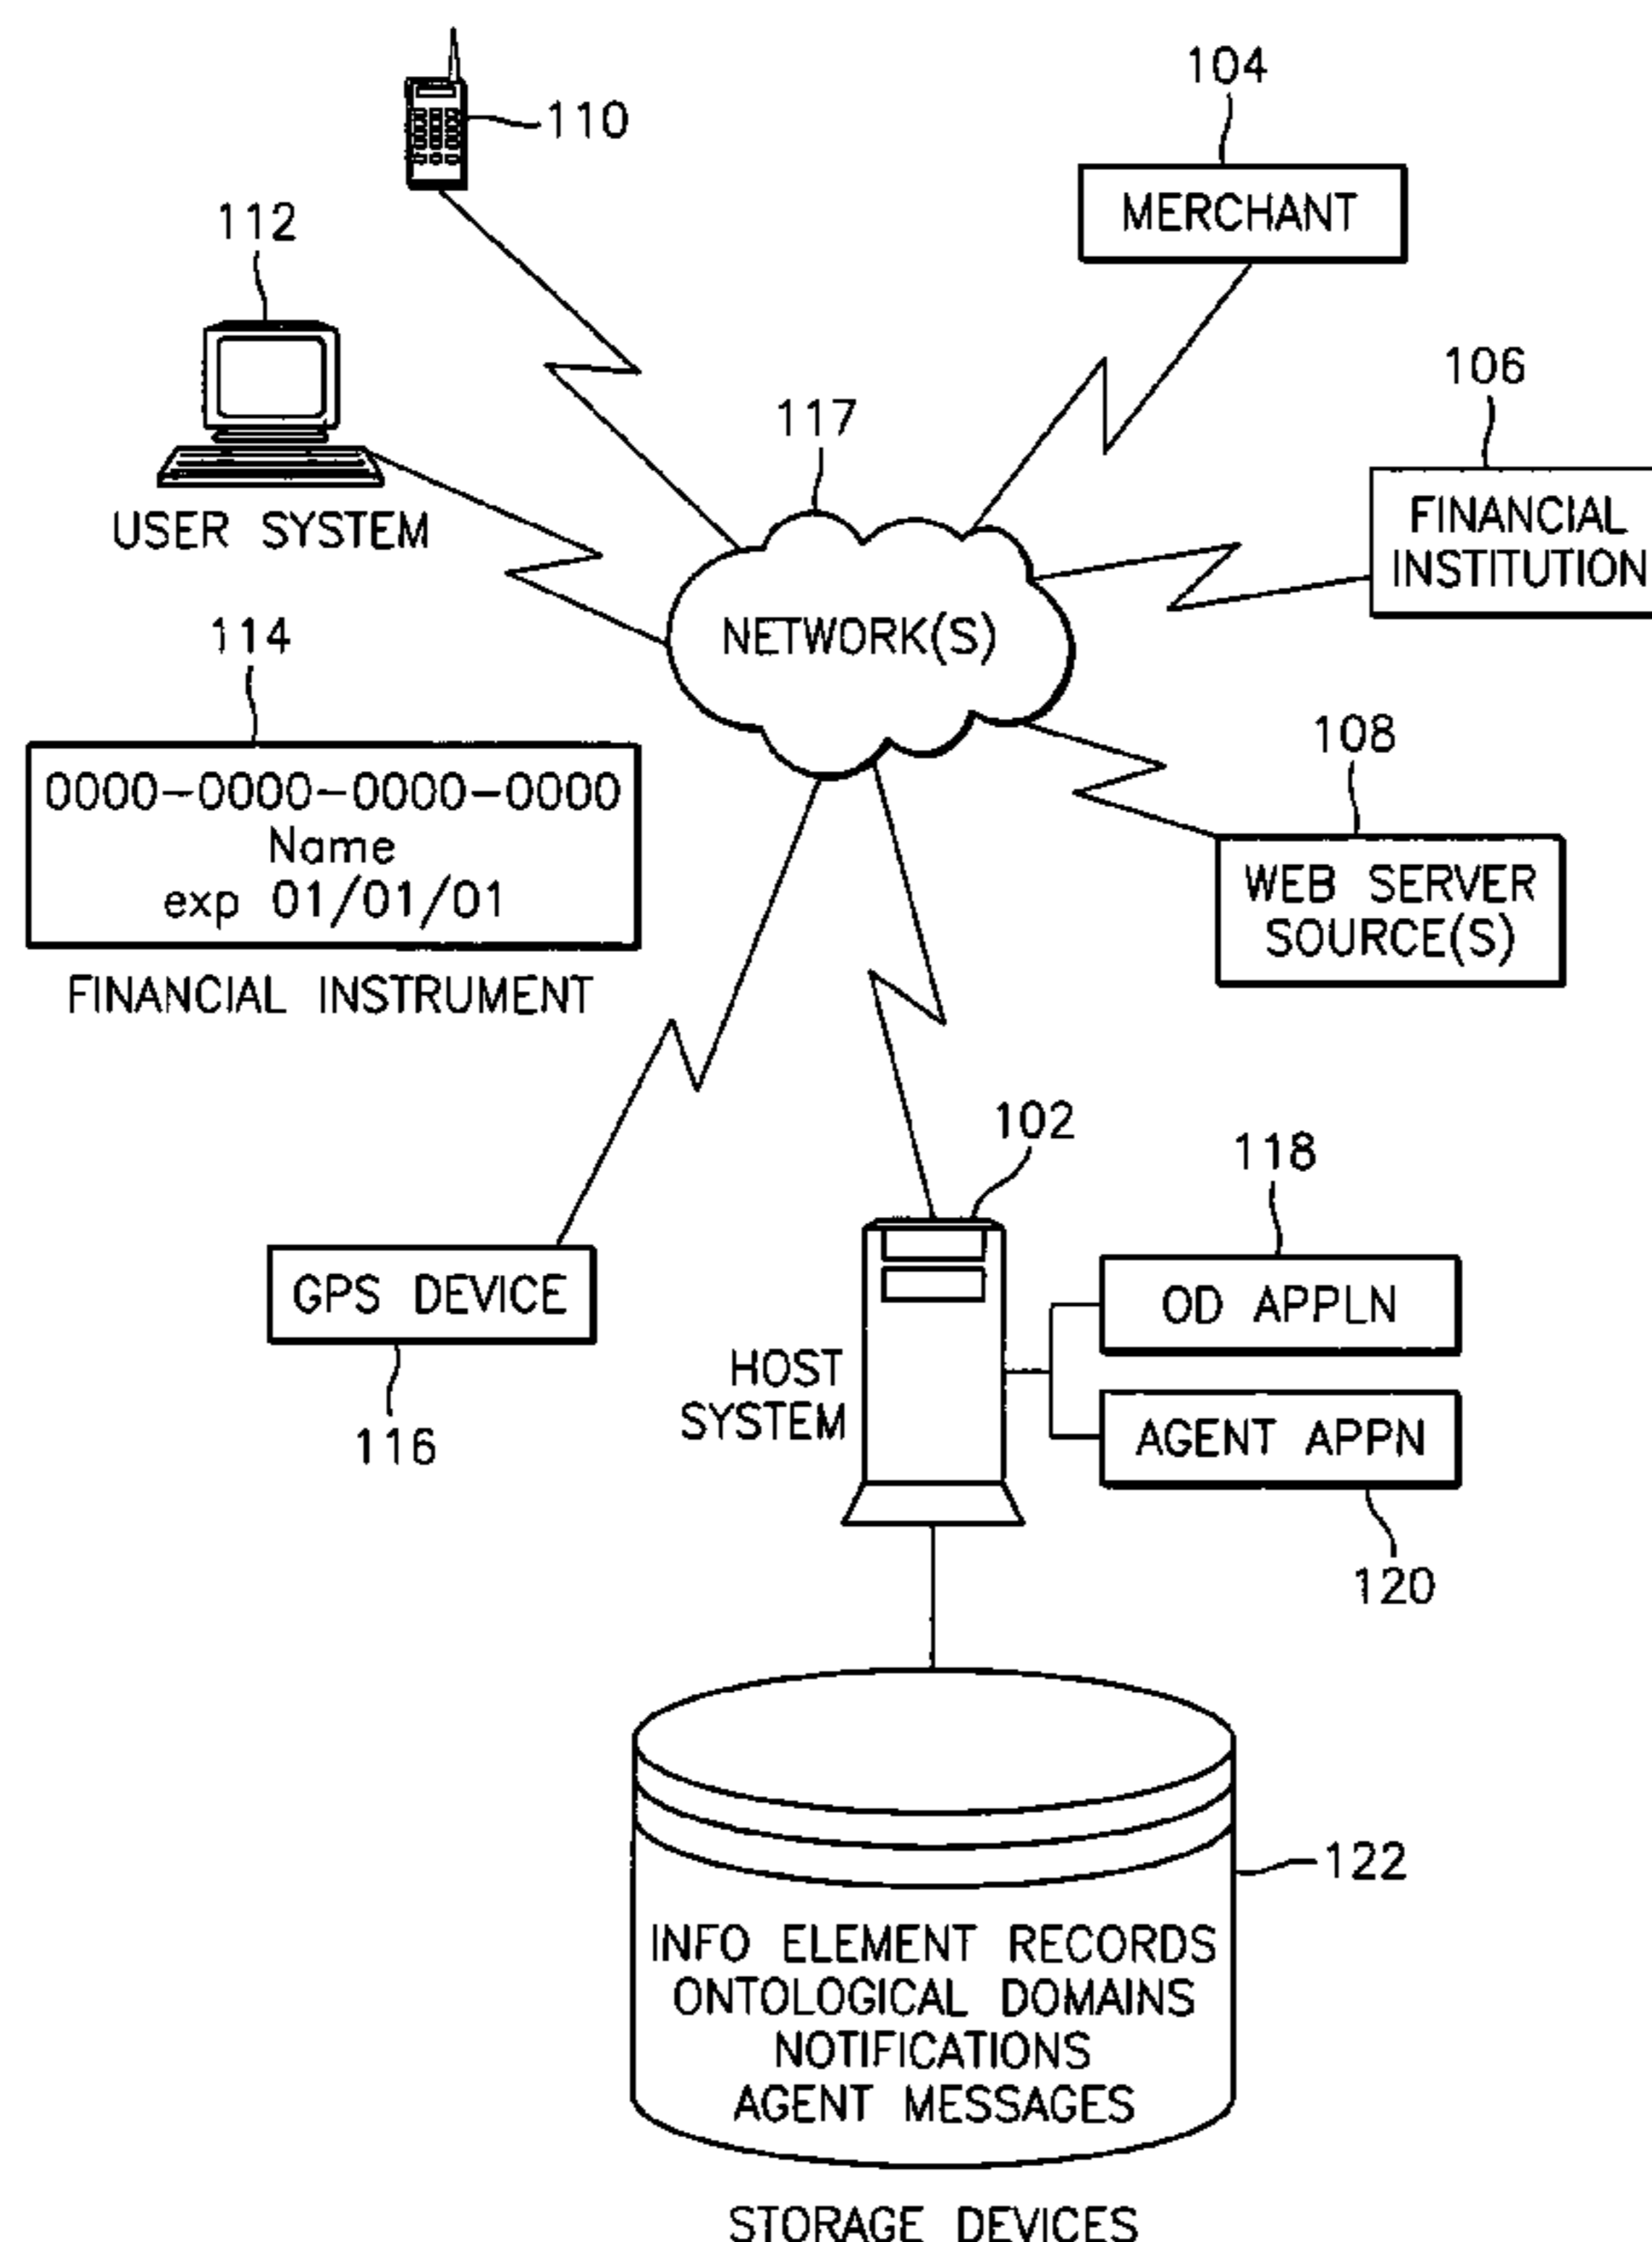 104
110
MERCHANT
112
106
117
FINANCIAL
INSTITUTION
USER SYSTEM
NETWORK(S)
114
108
0000-0000-0000-0000
Name
exp 01/01/01
WEB SERVER
SOURCE(S)
FINANCIAL INSTRUMENT
102
118
GPS DEVICE
OD APPLN
HOST
SYSTEM
116
AGENT APPN
120
122
INFO ELEMENT RECORDS
ONTOLOGICAL DOMAINS
NOTIFICATIONS
AGENT MESSAGES
STORAGE DEVICES